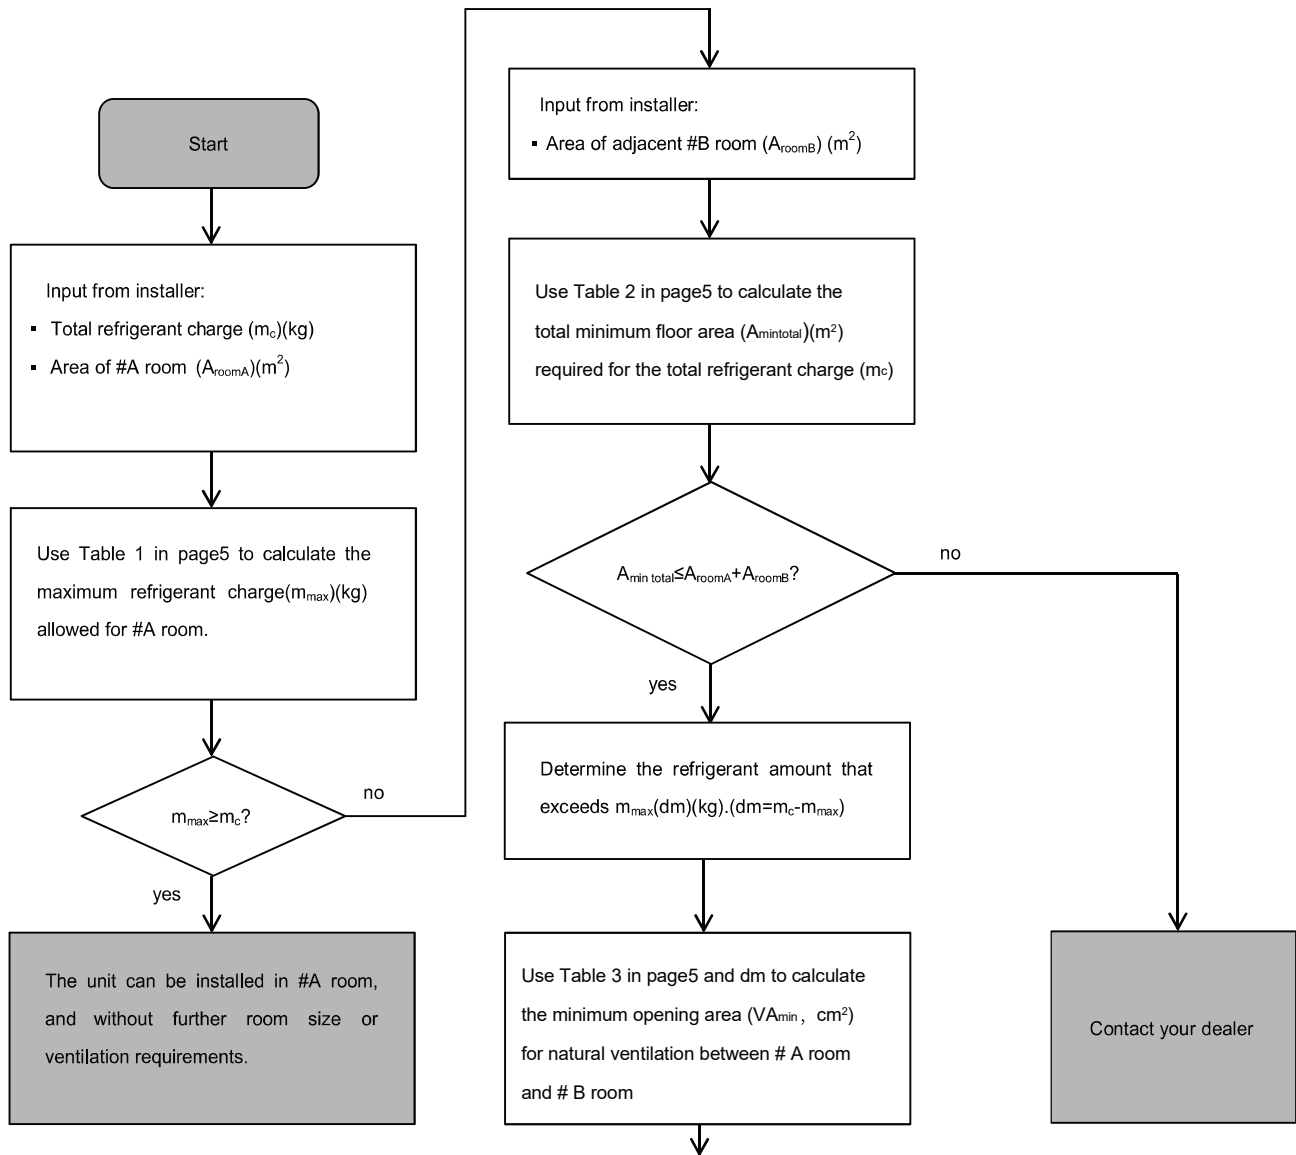 Start
Input from installer:
▪ Total refrigerant charge (mc)(kg)
▪ Area of #A room (AroomA)(m²)
Use Table 1 in page5 to calculate the
maximum refrigerant charge(mmax)(kg)
allowed for #A room.
mmax≥mc?
no
yes
The unit can be installed in #A room,
and without further room size or
ventilation requirements.
Input from installer:
▪ Area of adjacent #B room (AroomB) (m²)
Use Table 2 in page5 to calculate the
total minimum floor area (Amintotal)(m²)
required for the total refrigerant charge (mc)
Amin total≤AroomA+AroomB?
no
yes
Determine the refrigerant amount that
exceeds mmax(dm)(kg).(dm=mc-mmax)
Use Table 3 in page5 and dm to calculate
the minimum opening area (VAmin, cm²)
for natural ventilation between # A room
and # B room
Contact your dealer